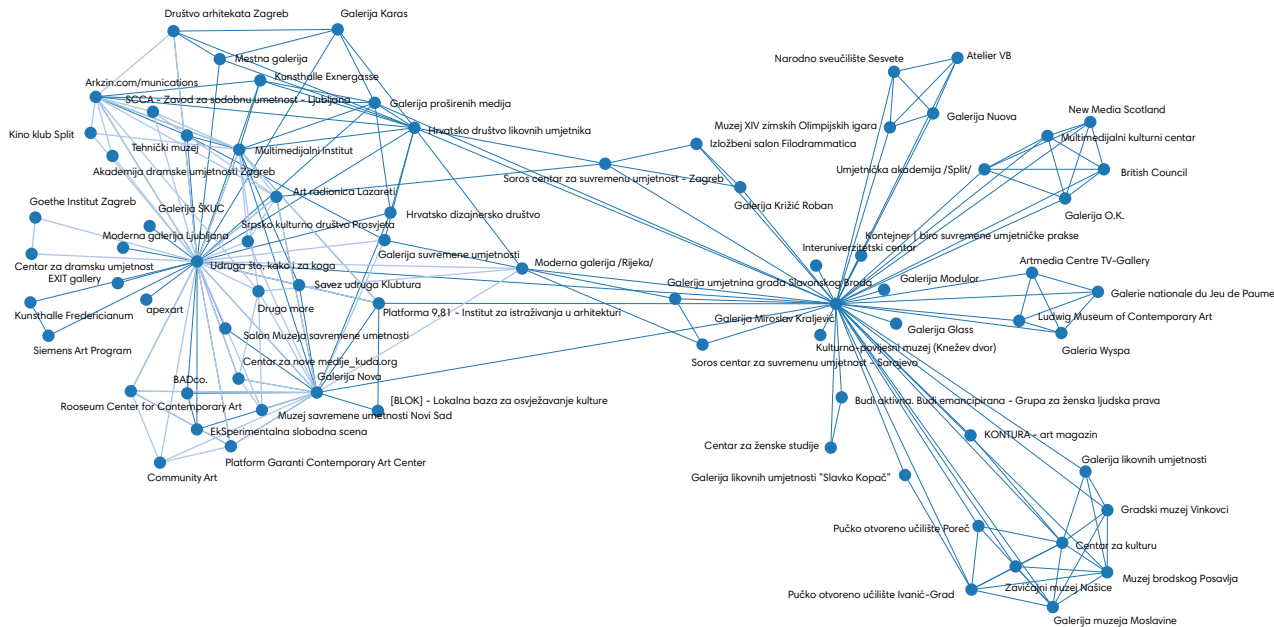 Društvo arhitekata Zagreb
Galerija Karas
Mestna galerija
Narodno sveučilište Sesvete
Atelier VB
Arkzin.com/munications
Kunsthalle Exnergasse
SCCA - Zavod za sodobnu umetnost - Ljubljana
Galerija proširenih medija
New Media Scotland
Galerija Nuova
Kino klub Split
Hrvatsko društvo likovnih umjetnika
Muzej XIV zimskih Olimpijskih igara
Multimedijalni kulturni centar
Tehnički muzej
Multimedijalni Institut
Izložbeni salon Filodrammatica
Akademija dramske umjetnosti Zagreb
Soros centar za suvremenu umjetnost - Zagreb
Umjetnička akademija /Split/
British Council
Art radionica Lazareti
Goethe Institut Zagreb
Galerija ŠKUC
Galerija Križić Roban
Hrvatsko dizajnersko društvo
Galerija O.K.
Srpsko kulturno društvo Prosvjeta
Moderna galerija Ljubljana
Kontejner | biro suvremene umjetničke prakse
Interuniverzitetski centar
Galerija suvremene umjetnosti
Centar za dramsku umjetnost
Udruga što, kako i za koga
Moderna galerija /Rijeka/
Artmedia Centre TV-Gallery
EXIT gallery
Savez udruga Klubtura
Galerija umjetnina grada Slavonskog Broda
Galerija Modulor
Galerie nationale du Jeu de Paume
Kunsthalle Fredericianum
apexart
Drugo more
Platforma 9,81 - Institut za istraživanja u arhitekturi
Galerija Miroslav Kraljević
Ludwig Museum of Contemporary Art
Galerija Glass
Salon Muzeja savremene umetnosti
Siemens Art Program
Kulturno-povijesni muzej (Knežev dvor)
Galeria Wyspa
Centar za nove medije_kuda.org
Soros centar za suvremenu umjetnost - Sarajevo
BADco.
Galerija Nova
Rooseum Center for Contemporary Art
[BLOK] - Lokalna baza za osvježavanje kulture
Budi aktivna. Budi emancipirana - Grupa za ženska ljudska prava
Muzej savremene umetnosti Novi Sad
EkSperimentalna slobodna scena
KONTURA - art magazin
Centar za ženske studije
Platform Garanti Contemporary Art Center
Galerija likovnih umjetnosti
Community Art
Galerija likovnih umjetnosti "Slavko Kopač"
Gradski muzej Vinkovci
Pučko otvoreno učilište Poreč
Centar za kulturu
Muzej brodskog Posavlja
Zavičajni muzej Našice
Pučko otvoreno učilište Ivanić-Grad
Galerija muzeja Moslavine